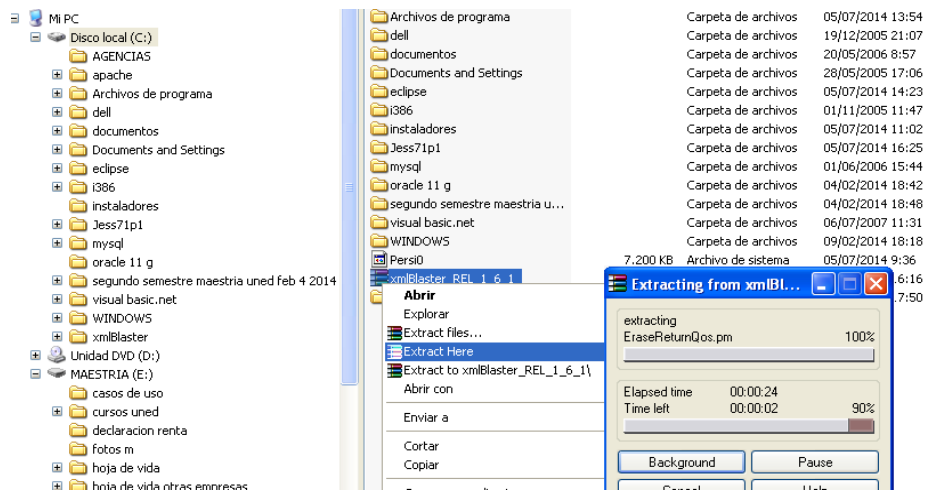 Mi PC
Disco local (C:)
AGENCIAS
apache
Archivos de programa
dell
documentos
Documents and Settings
eclipse
i386
instaladores
Jess71p1
mysql
oracle 11 g
segundo semestre maestria uned feb 4 2014
visual basic.net
WINDOWS
xmlBlaster
Unidad DVD (D:)
MAESTRIA (E:)
casos de uso
cursos uned
declaracion renta
fotos m
hoja de vida
hoja de vida otras empresas
Archivos de programa Carpeta de archivos 05/07/2014 13:54
dell Carpeta de archivos 19/12/2005 21:07
documentos Carpeta de archivos 20/05/2006 8:57
Documents and Settings Carpeta de archivos 28/05/2005 17:06
eclipse Carpeta de archivos 05/07/2014 14:23
i386 Carpeta de archivos 01/11/2005 11:47
instaladores Carpeta de archivos 05/07/2014 11:02
Jess71p1 Carpeta de archivos 05/07/2014 16:25
mysql Carpeta de archivos 01/06/2006 15:44
oracle 11 g Carpeta de archivos 04/02/2014 18:42
segundo semestre maestria u... Carpeta de archivos 04/02/2014 18:48
visual basic.net Carpeta de archivos 06/07/2007 11:31
WINDOWS Carpeta de archivos 09/02/2014 18:18
Persi0 7.200 KB Archivo de sistema 05/07/2014 9:36
xmlBlaster_REL_1_6_1 6:16
7:50
Abrir
Explorar
Extract files...
Extract Here
Extract to xmlBlaster_REL_1_6_1\
Abrir con
Enviar a
Cortar
Copiar
Extracting from xmlBl...
extracting
EraseReturnQos.pm 100%
Elapsed time 00:00:24
Time left 00:00:02 90%
Background Pause
Cancel Help